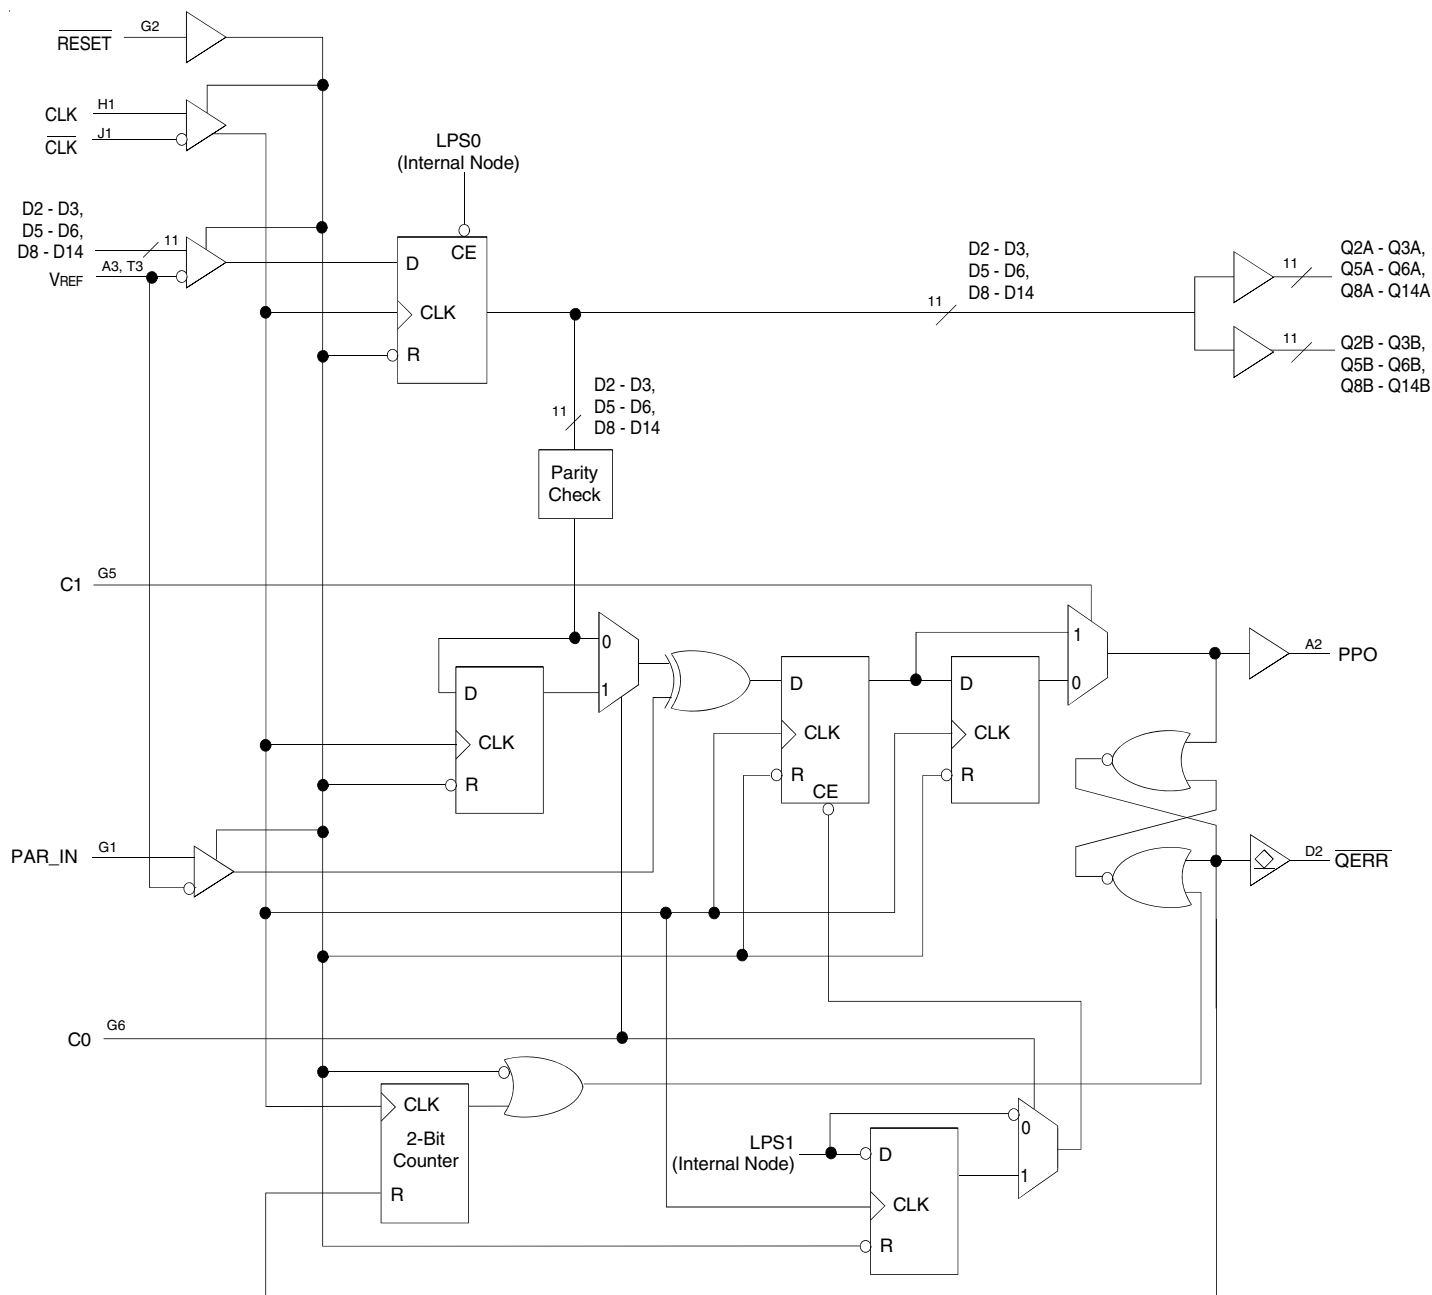 RESET
G2
CLK
H1
CLK
J1
LPS0
(Internal Node)
D2 - D3,
D5 - D6,
D8 - D14
11
VREF
A3, T3
D
CE
CLK
R
D2 - D3,
D5 - D6,
D8 - D14
11
11
Q2A - Q3A,
Q5A - Q6A,
Q8A - Q14A
11
Q2B - Q3B,
Q5B - Q6B,
Q8B - Q14B
11
D2 - D3,
D5 - D6,
D8 - D14
Parity
Check
C1
G5
0
1
D
CLK
R
D
CLK
R
CE
D
CLK
R
1
0
A2
PPO
PAR_IN
G1
D2
QERR
C0
G6
CLK
2-Bit
Counter
R
LPS1
(Internal Node)
D
CLK
R
0
1